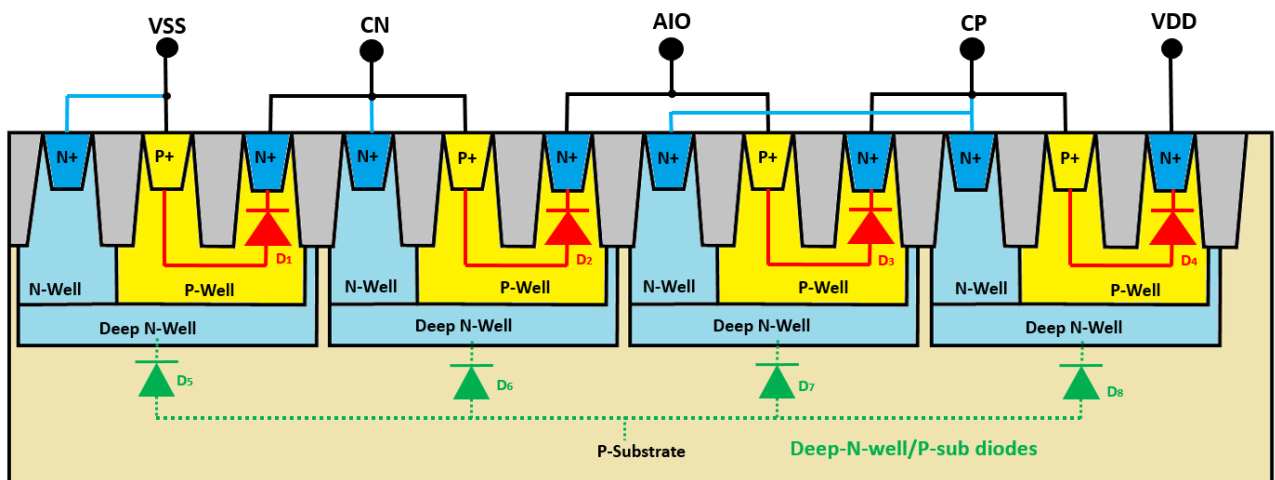 VSS CN AIO CP VDD
N+ P+ N+ N+ P+ N+ N+ P+ N+ N+ P+ N+
D1 D2 D3 D4
N-Well P-Well N-Well P-Well N-Well P-Well N-Well P-Well
Deep N-Well Deep N-Well Deep N-Well Deep N-Well
D5 D6 D7 D8
P-Substrate Deep-N-well/P-sub diodes